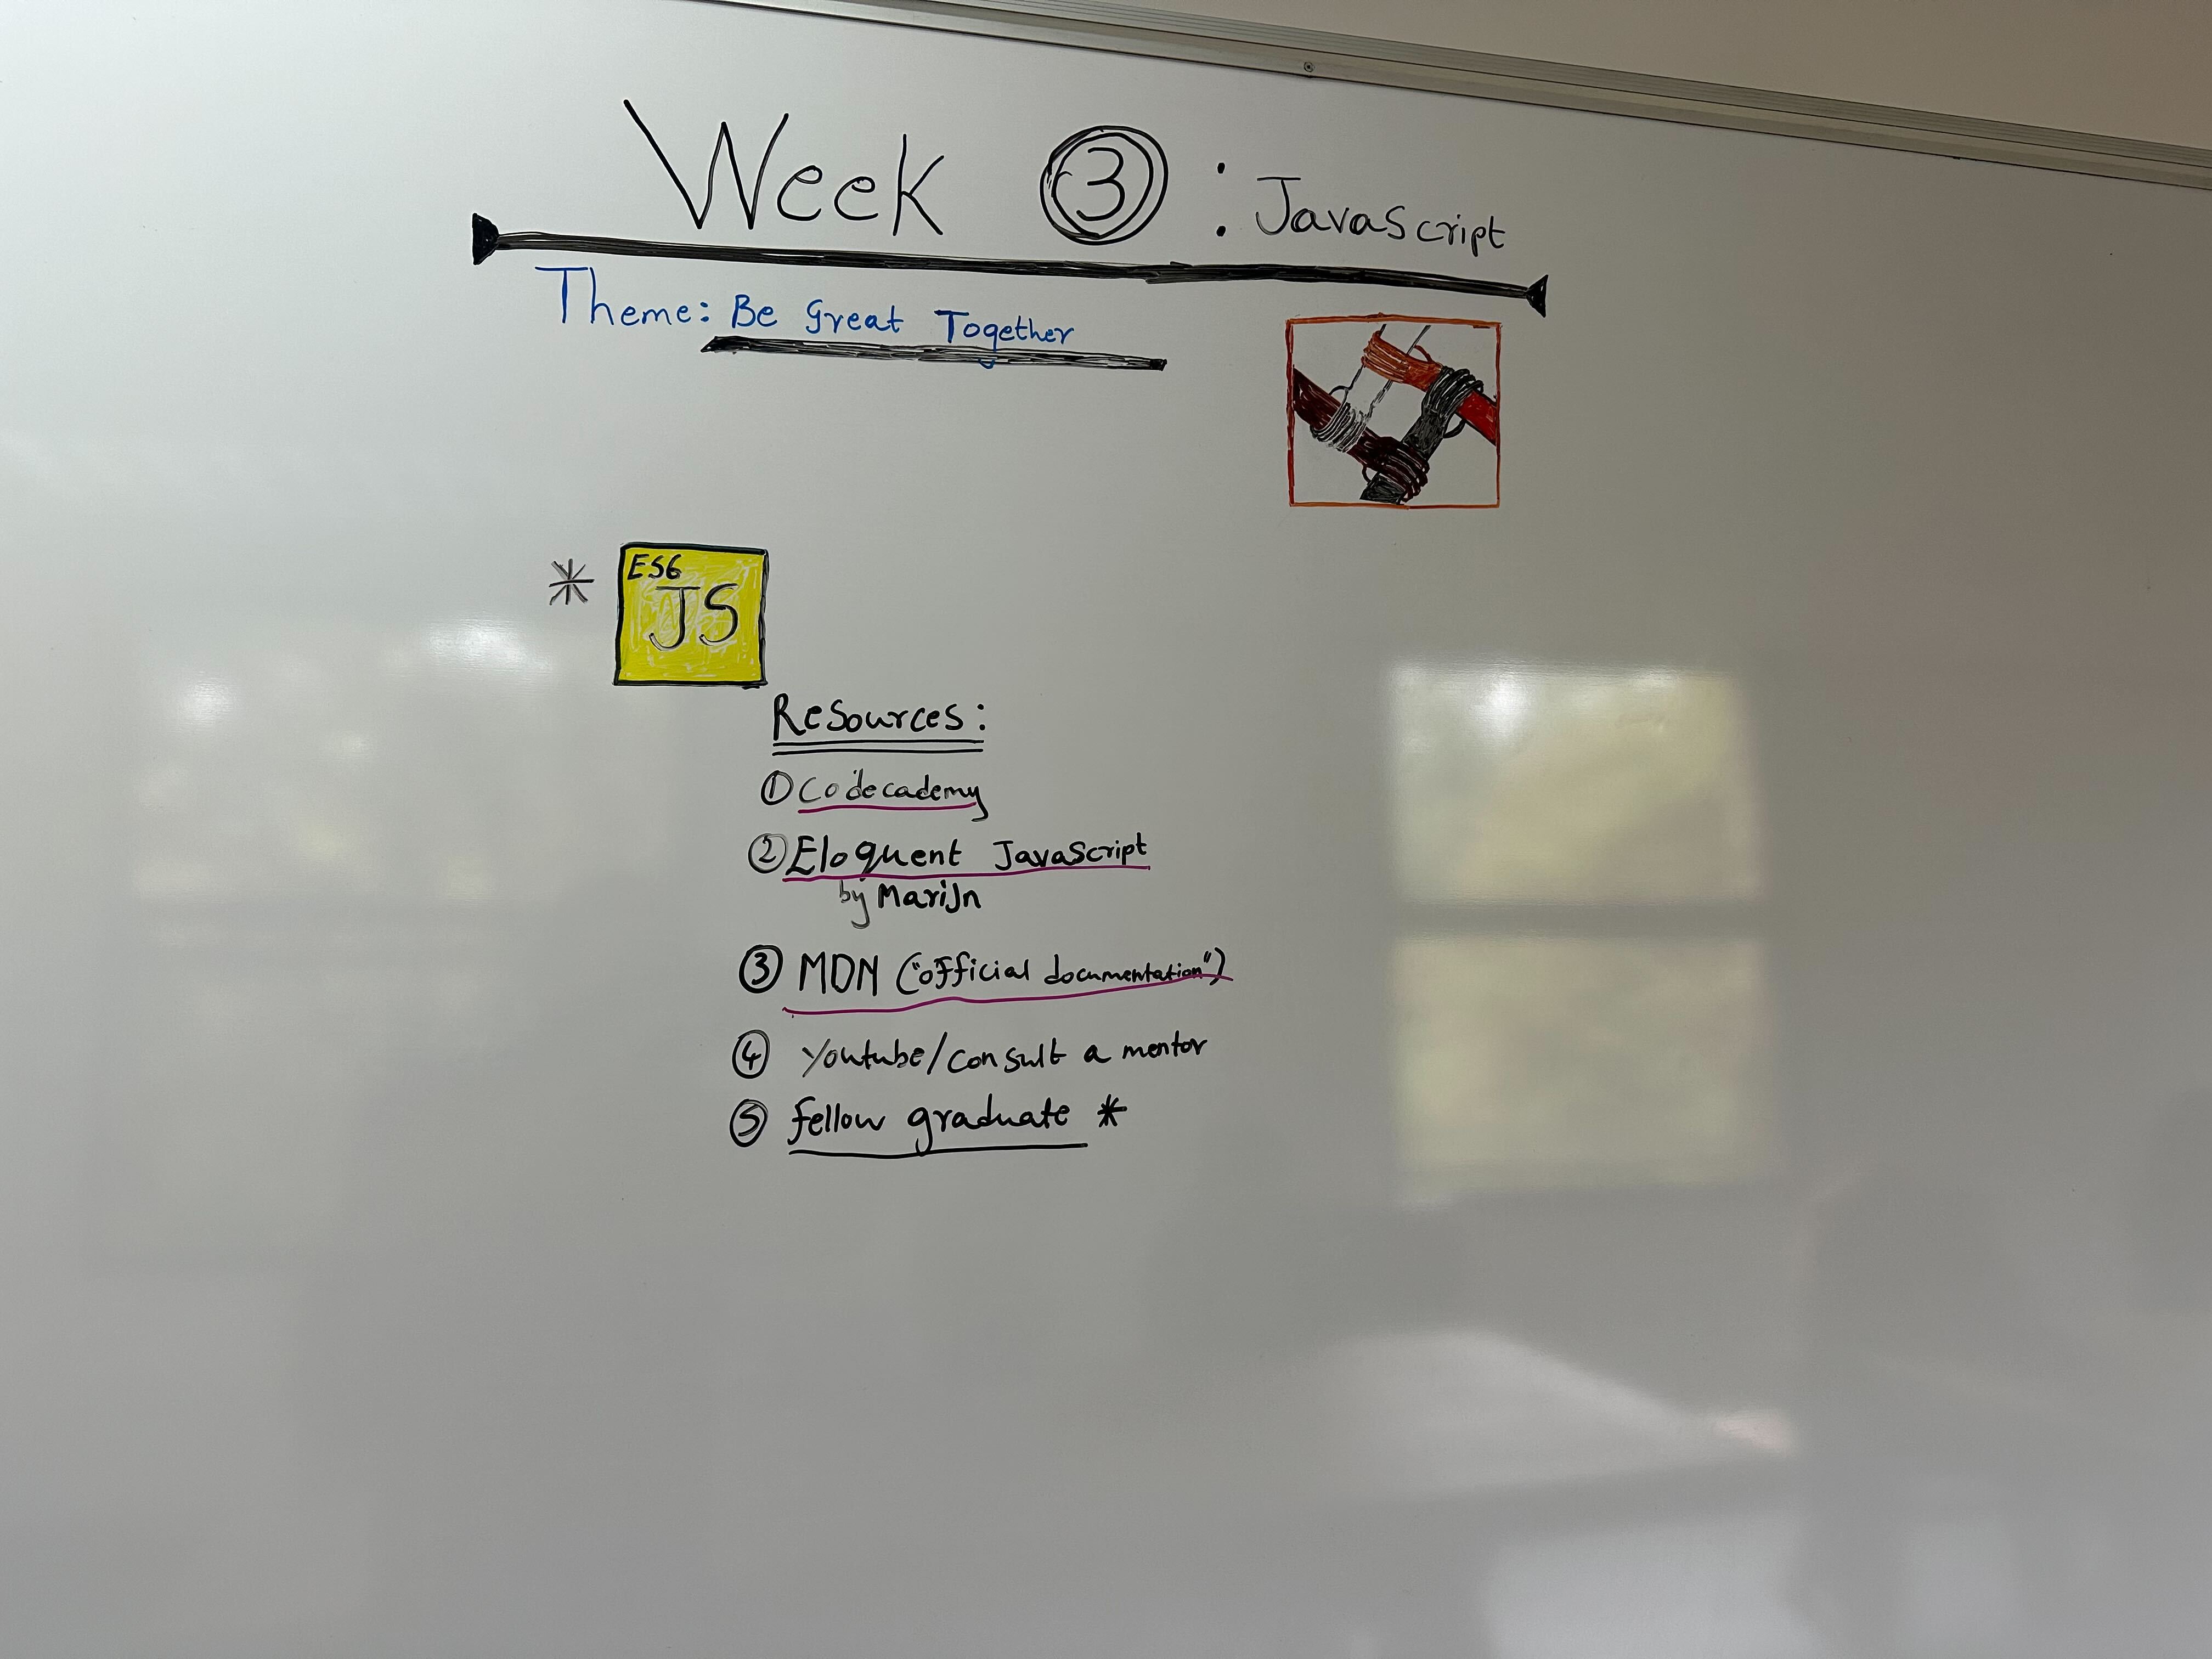 Week 3 : JavaScript
Theme: Be Great Together
* ES6
JS
Resources:
1 Codecademy
2 Eloquent JavaScript
by Marijn
3 MDN ("official documentation")
4 Youtube/consult a mentor
5 fellow graduate *